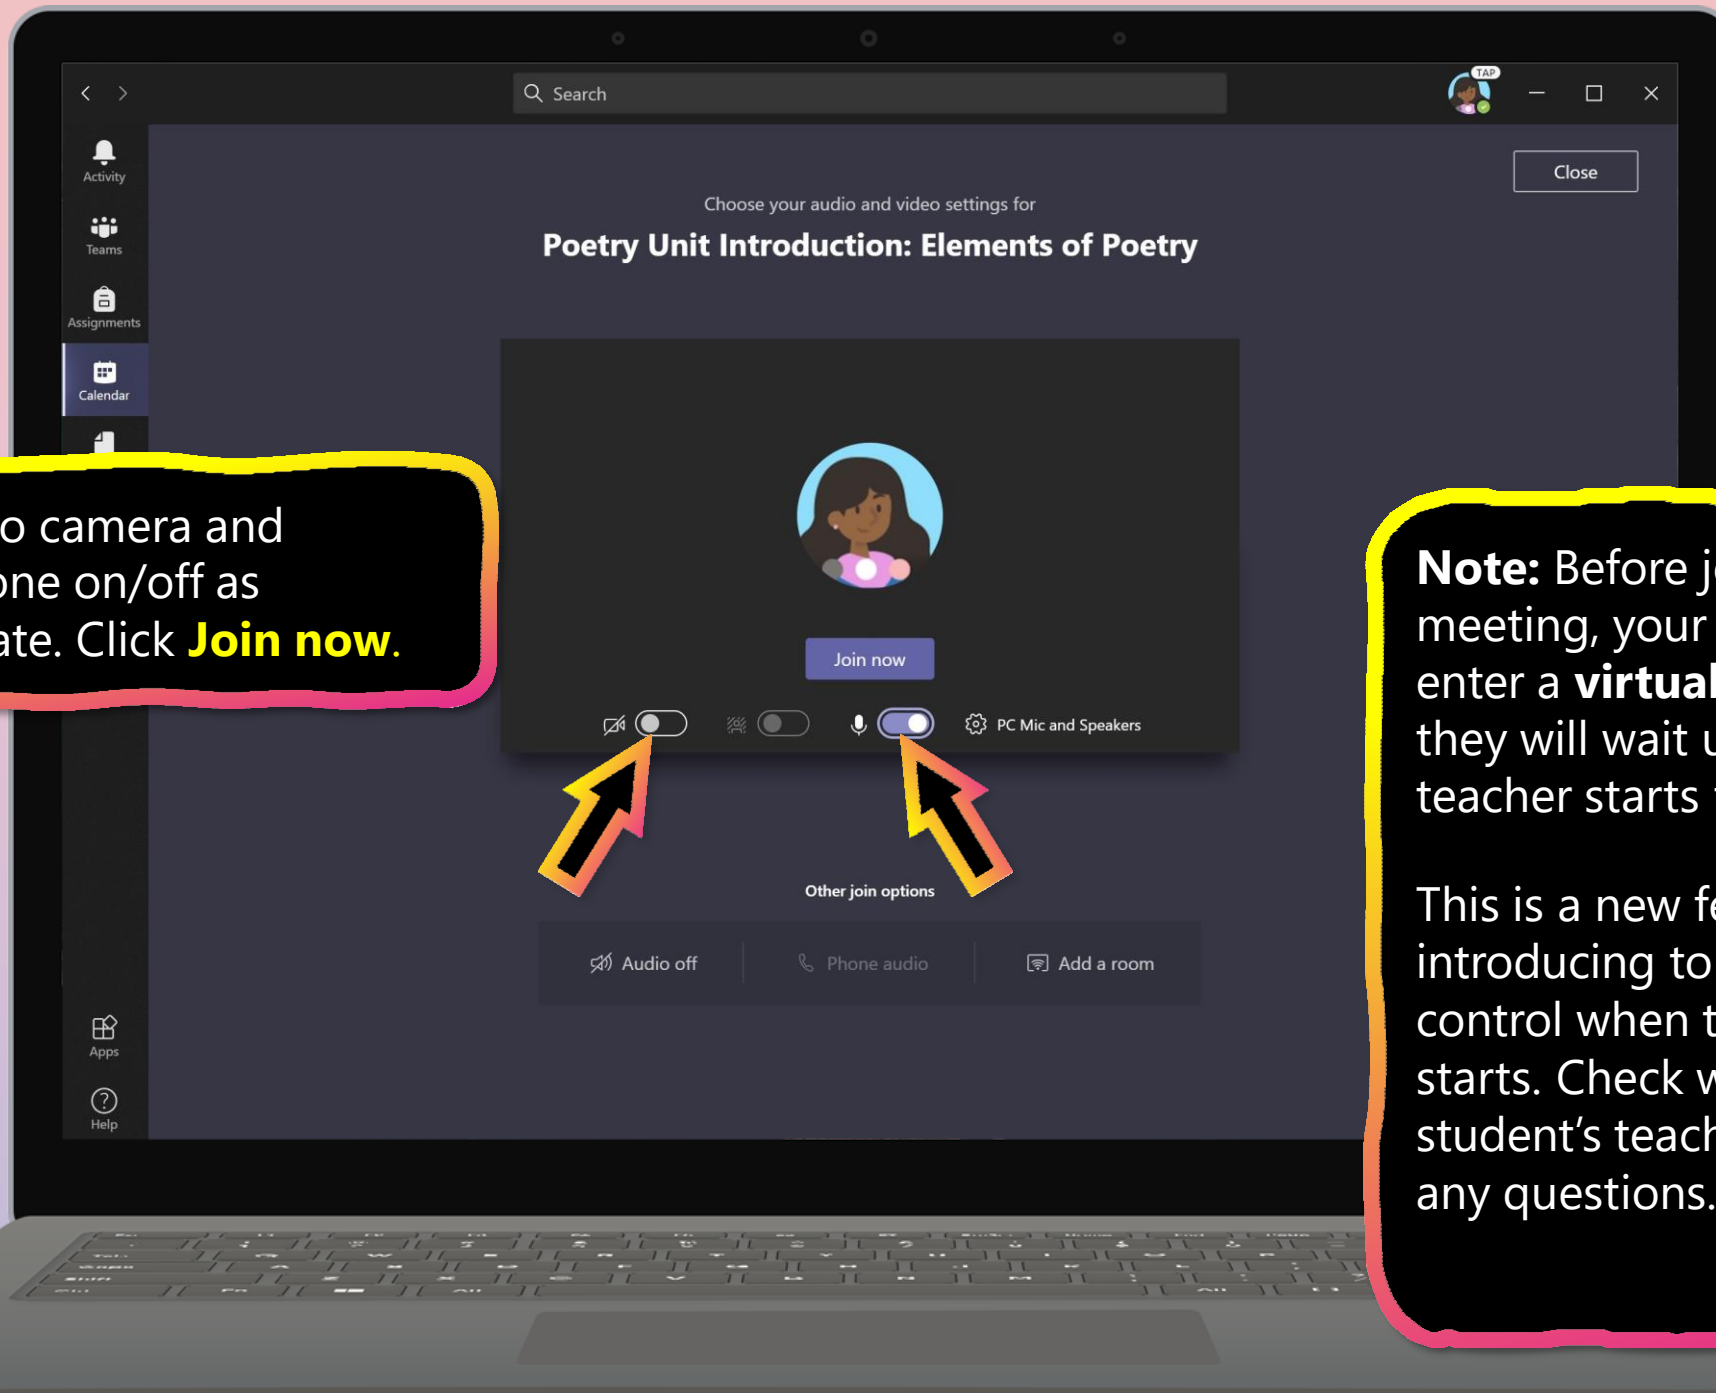 TAP
Search
Activity
Close
Choose your audio and video settings for
Teams
Poetry Unit Introduction: Elements of Poetry
Assignments
Calendar
o camera and
one on/off as
ate. Click Join now.
Join now
PC Mic and Speakers
Note: Before jo
meeting, your
enter a virtual
they will wait u
teacher starts t
This is a new fe
introducing to
control when t
starts. Check w
student's teach
any questions.
Other join options
Audio off
Phone audio
Add a room
Apps
Help